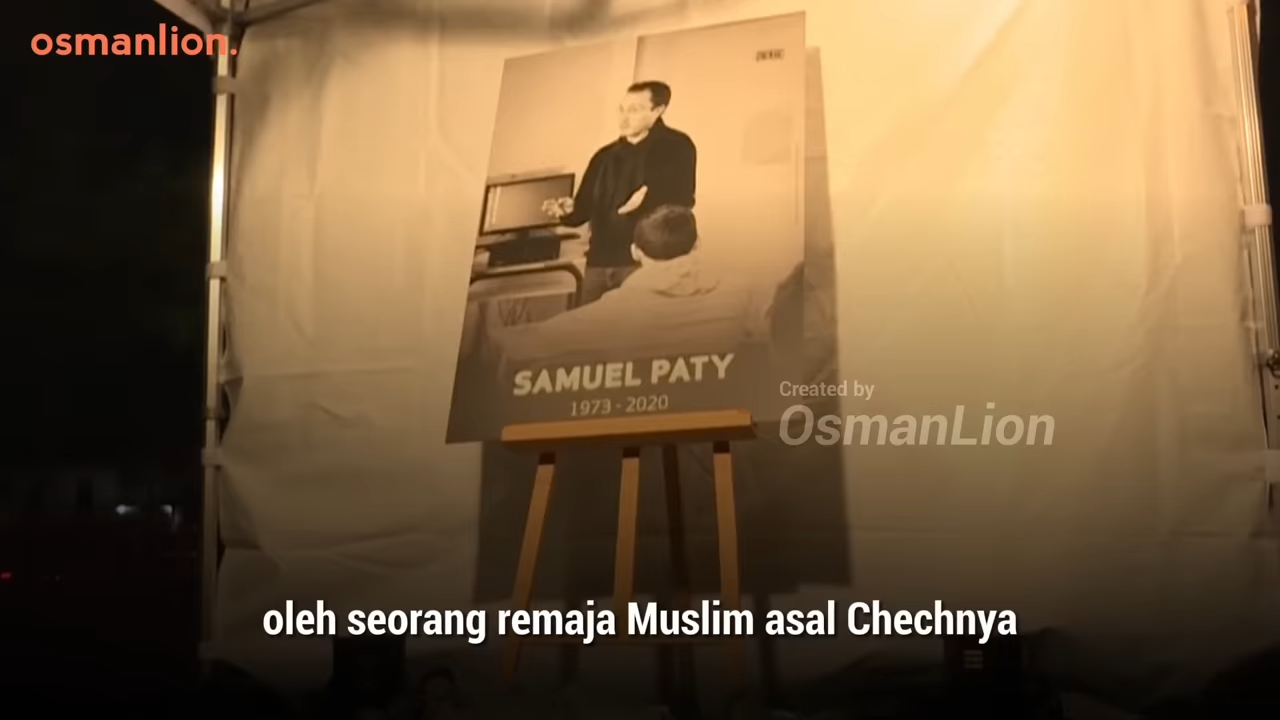 osmanlion.
SAMUEL PATY
1973 - 2020
Created by
OsmanLion
oleh seorang remaja Muslim asal Chechnya